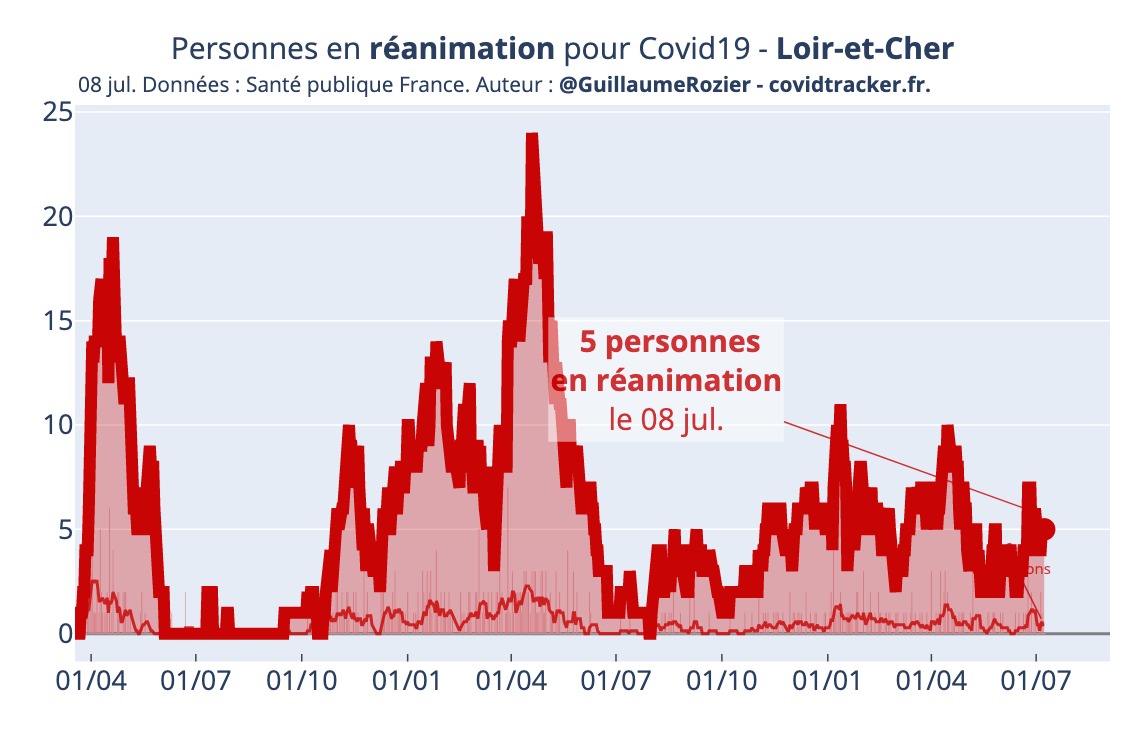 Personnes en réanimation pour Covid19 - Loir-et-Cher
08 jul. Données : Santé publique France. Auteur : @GuillaumeRozier - covidtracker.fr.
25
20
15
10
5
0
5 personnes
en réanimation
le 08 jul.
01/04 01/07 01/10 01/01 01/04 01/07 01/10 01/01 01/04 01/07